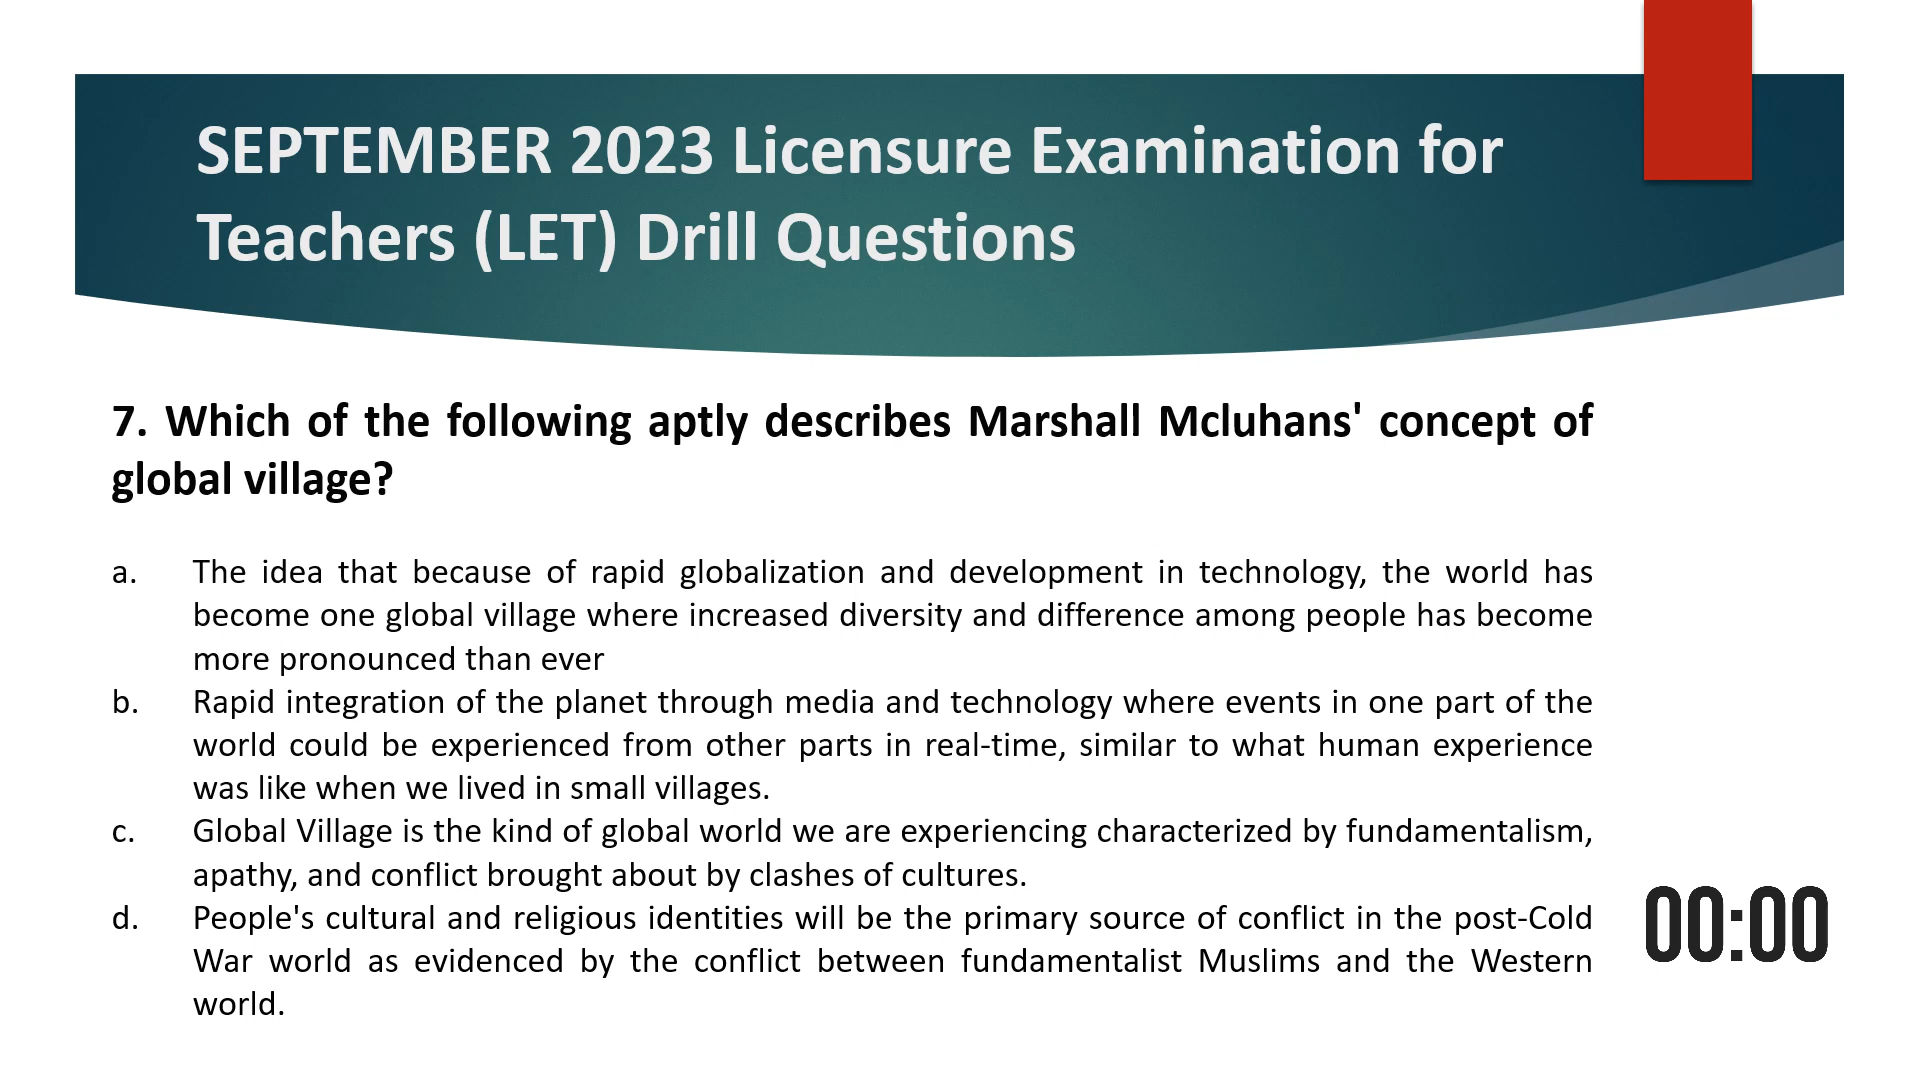 SEPTEMBER 2023 Licensure Examination for
Teachers (LET) Drill Questions
7. Which of the following aptly describes Marshall Mcluhans' concept of
global village?
a. The idea that because of rapid globalization and development in technology, the world has
become one global village where increased diversity and difference among people has become
more pronounced than ever
b. Rapid integration of the planet through media and technology where events in one part of the
world could be experienced from other parts in real-time, similar to what human experience
was like when we lived in small villages.
c. Global Village is the kind of global world we are experiencing characterized by fundamentalism,
apathy, and conflict brought about by clashes of cultures.
d. People's cultural and religious identities will be the primary source of conflict in the post-Cold
War world as evidenced by the conflict between fundamentalist Muslims and the Western
world.
00:00